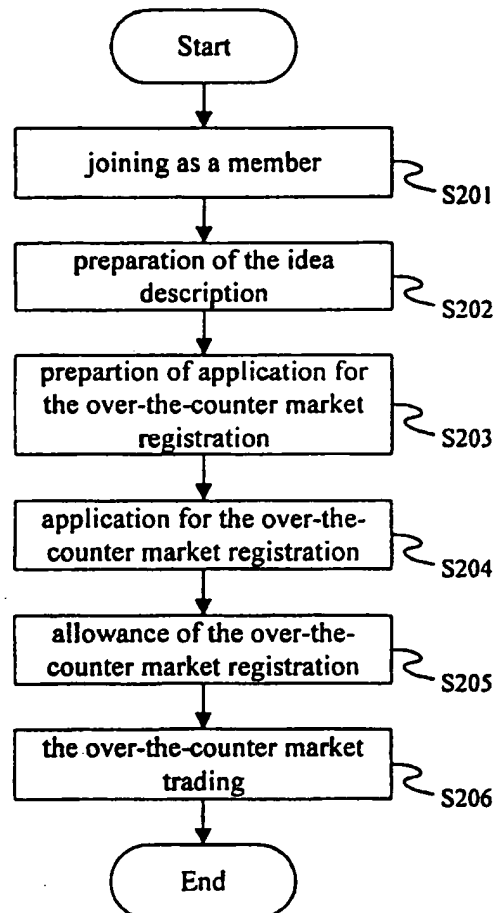 Start
joining as a member
S201
preparation of the idea
description
S202
prepartion of application for
the over-the-counter market
registration
S203
application for the over-the-
counter market registration
S204
allowance of the over-the-
counter market registration
S205
the over-the-counter market
trading
S206
End